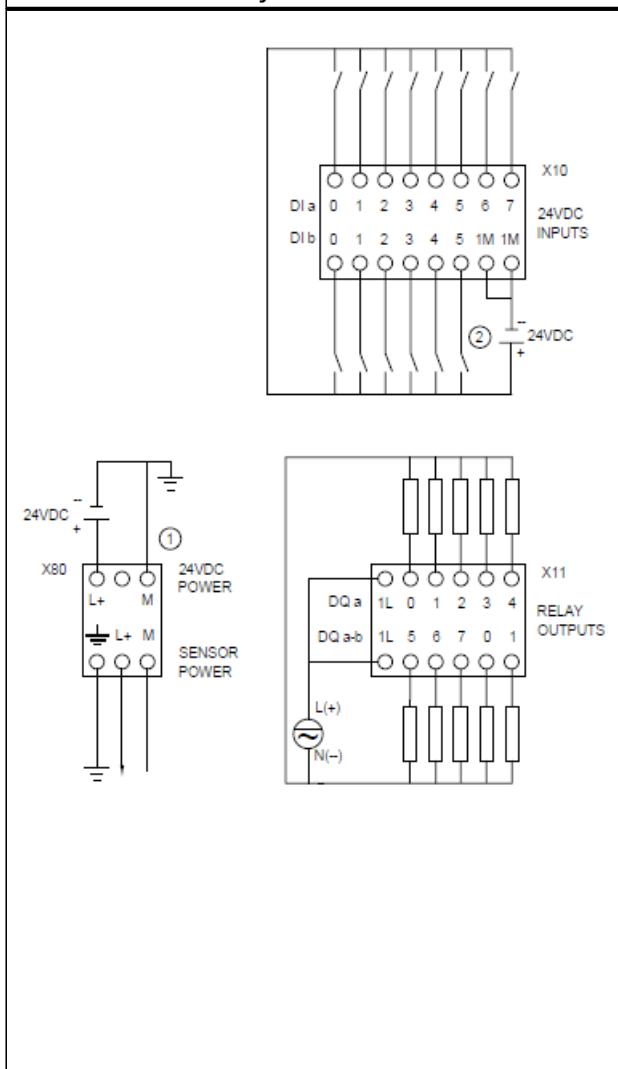 X10
DI a 0 1 2 3 4 5 6 7
24VDC
INPUTS
DI b 0 1 2 3 4 5 1M 1M
2
--
24VDC
+
--
24VDC
+
1
X80
24VDC
POWER
L+ M
L+ M
SENSOR
POWER
X11
DQ a 1L 0 1 2 3 4
RELAY
OUTPUTS
DQ a-b 1L 5 6 7 0 1
L(+)
N(--)